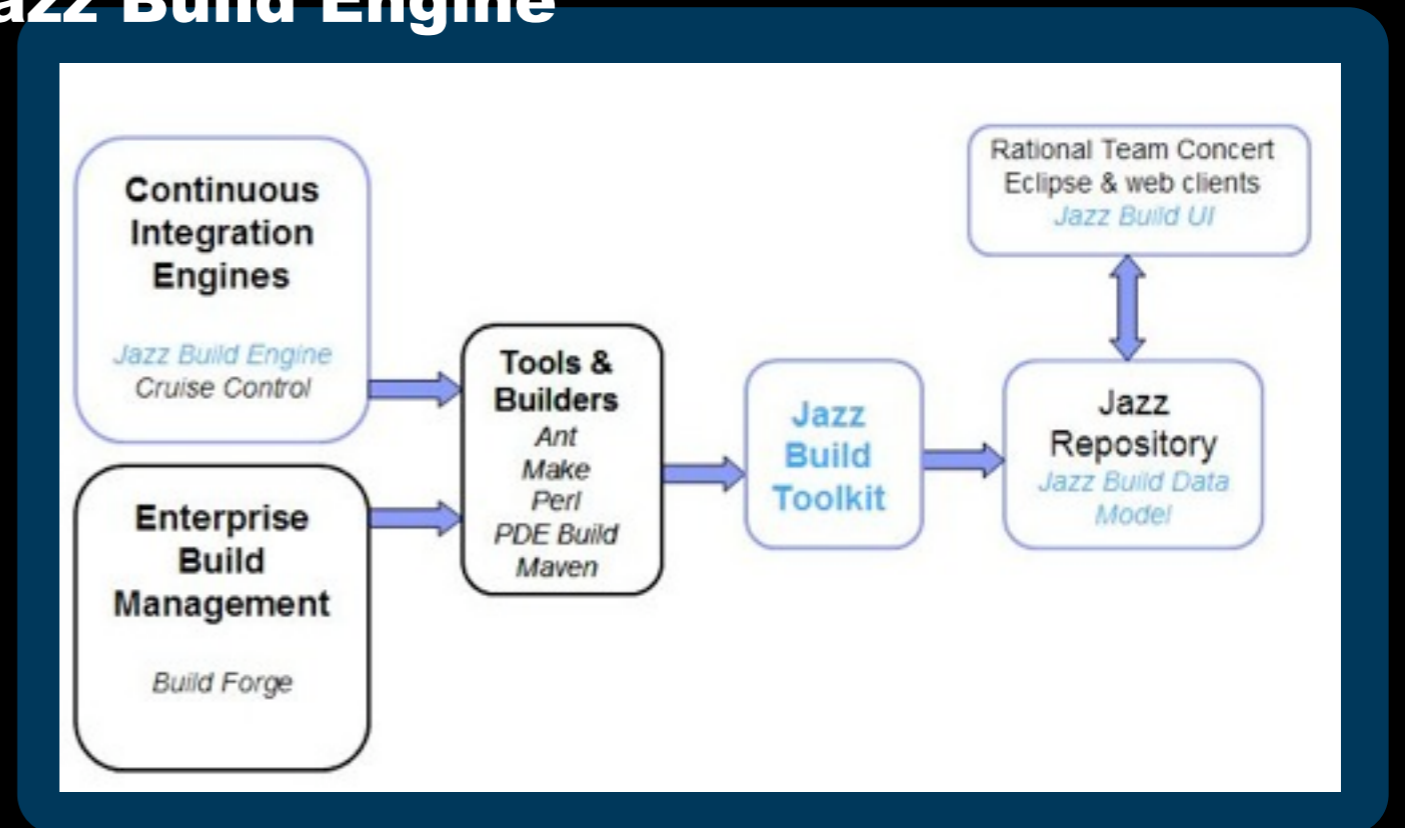 azz Build Engine
Continuous
Integration
Engines
Jazz Build Engine
Cruise Control
Enterprise
Build
Management
Build Forge
Tools &
Builders
Ant
Make
Perl
PDE Build
Maven
Jazz
Build
Toolkit
Rational Team Concert
Eclipse & web clients
Jazz Build UI
Jazz
Repository
Jazz Build Data
Model